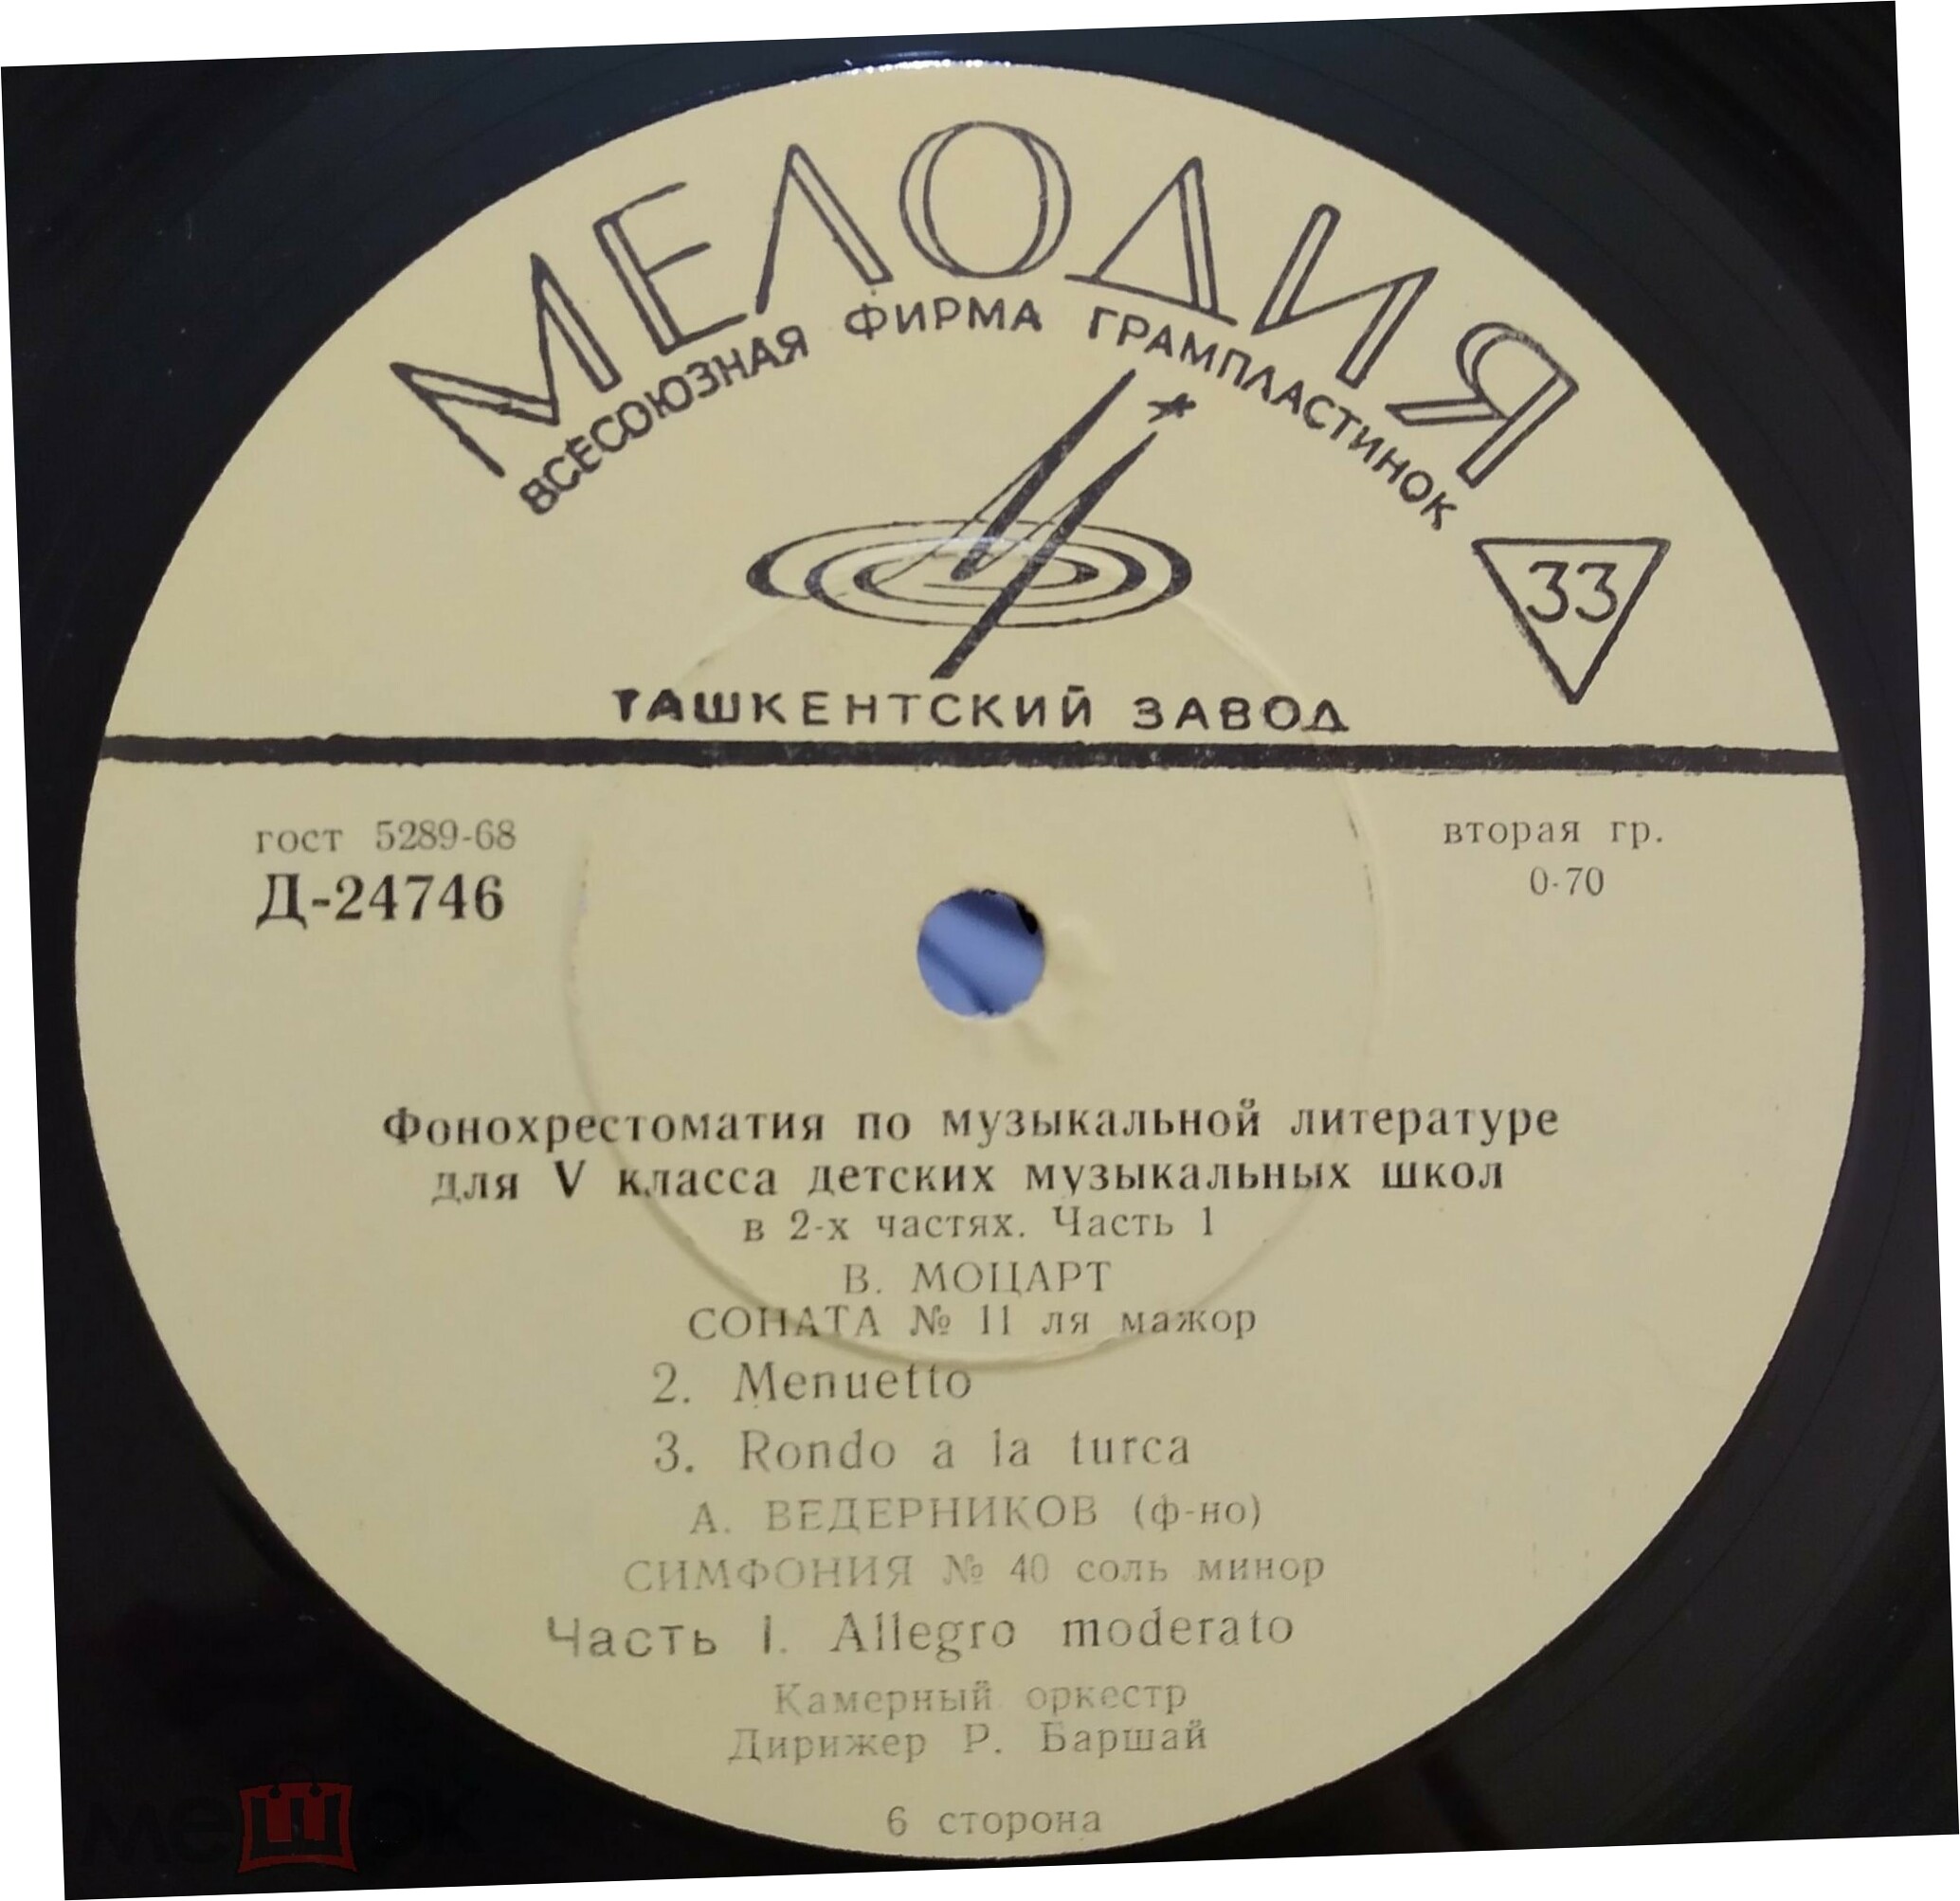 МЕЛОДИЯ
ВСЕСОЮЗНАЯ ФИРМА ГРАМПЛАСТИНОК
33
ТАШКЕНТСКИЙ ЗАВОД
гост 5289-68
Д-24746
вторая гр.
0-70
Фонохрестоматия по музыкальной литературе
для V класса детских музыкальных школ
в 2-х частях. Часть 1
В. МОЦАРТ
СОНАТА № 11 ля мажор
2. Menuetto
3. Rondo a la turca
А. ВЕДЕРНИКОВ (ф-но)
СИМФОНИЯ № 40 соль минор
Часть I. Allegro moderato
Камерный оркестр
Дирижер Р. Баршай
6 сторона
мешок